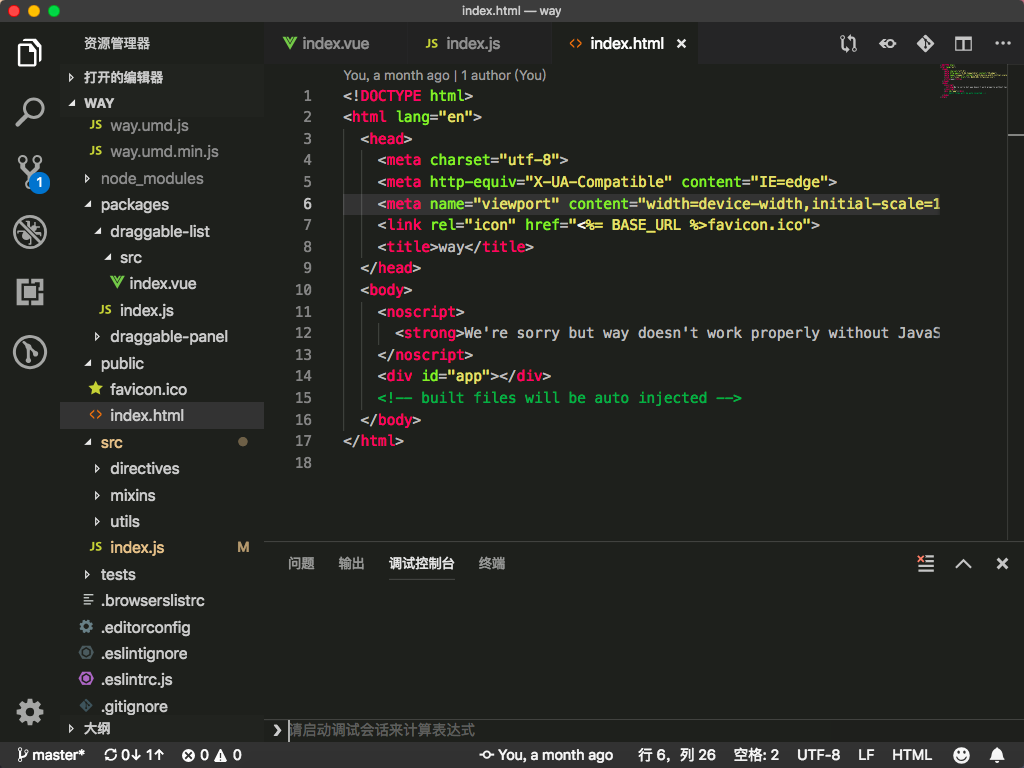 index.html — way
资源管理器
打开的编辑器
WAY
JS way.umd.js
JS way.umd.min.js
node_modules
packages
draggable-list
src
index.vue
JS index.js
draggable-panel
public
favicon.ico
<> index.html
src
directives
mixins
utils
JS index.js M
tests
.browserslistrc
.editorconfig
.eslintignore
.eslintrc.js
.gitignore
大纲
index.vue
JS index.js
<> index.html
You, a month ago | 1 author (You)
1 <!DOCTYPE html>
2 <html lang="en">
3 <head>
4 <meta charset="utf-8">
5 <meta http-equiv="X-UA-Compatible" content="IE=edge">
6 <meta name="viewport" content="width=device-width,initial-scale=1
7 <link rel="icon" href="<%= BASE_URL %>favicon.ico">
8 <title>way</title>
9 </head>
10 <body>
11 <noscript>
12 <strong>We're sorry but way doesn't work properly without JavaS
13 </noscript>
14 <div id="app"></div>
15 <!-- built files will be auto injected -->
16 </body>
17 </html>
18
问题 输出 调试控制台 终端
请启动调试会话来计算表达式
1
master* 0↓ 1↑ 0 0 You, a month ago 行 6，列 26 空格: 2 UTF-8 LF HTML